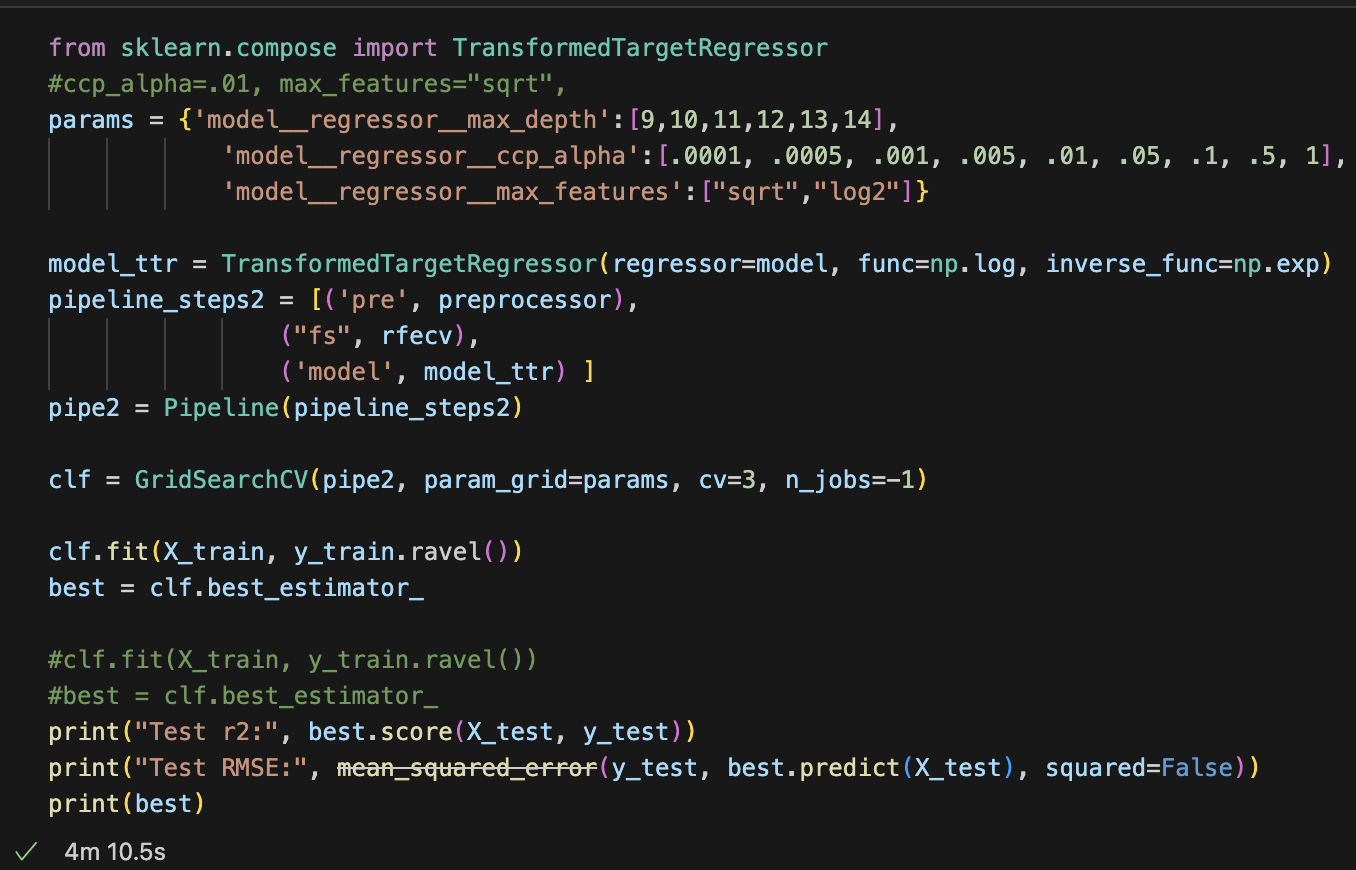 from sklearn.compose import TransformedTargetRegressor
#ccp_alpha=.01, max_features="sqrt",
params = {'model__regressor__max_depth':[9,10,11,12,13,14],
            'model__regressor__ccp_alpha':[.0001, .0005, .001, .005, .01, .05, .1, .5, 1],
            'model__regressor__max_features':["sqrt","log2"]}

model_ttr = TransformedTargetRegressor(regressor=model, func=np.log, inverse_func=np.exp)
pipeline_steps2 = [('pre', preprocessor),
                ("fs", rfecv),
                ('model', model_ttr) ]
pipe2 = Pipeline(pipeline_steps2)

clf = GridSearchCV(pipe2, param_grid=params, cv=3, n_jobs=-1)

clf.fit(X_train, y_train.ravel())
best = clf.best_estimator_

#clf.fit(X_train, y_train.ravel())
#best = clf.best_estimator_
print("Test r2:", best.score(X_test, y_test))
print("Test RMSE:", mean_squared_error(y_test, best.predict(X_test), squared=False))
print(best)
4m 10.5s